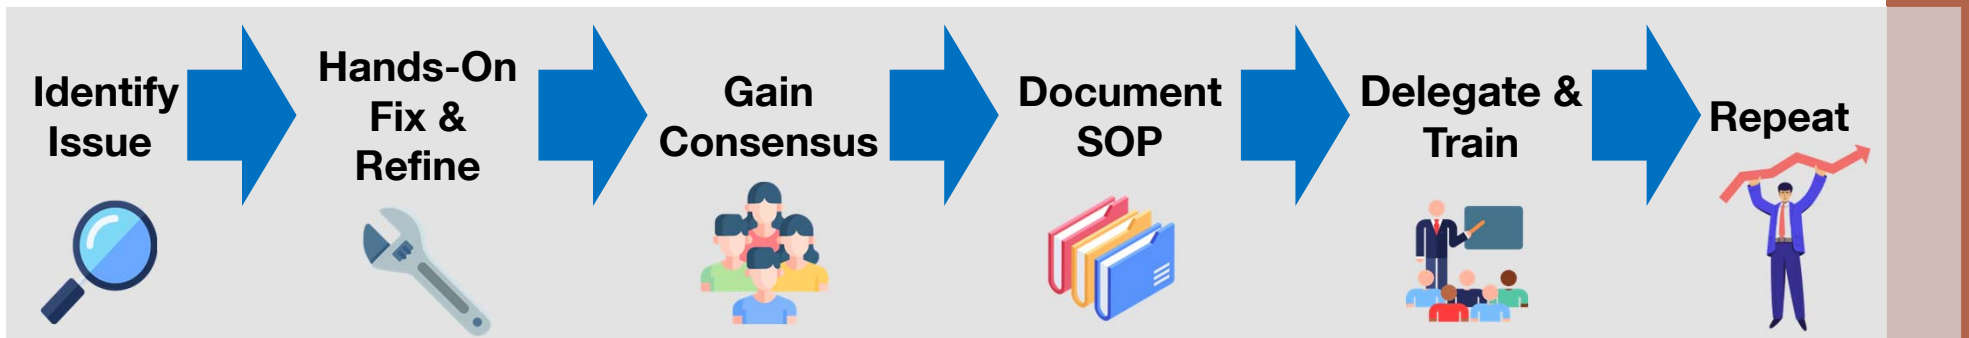 Identify
Issue
Hands-On
Fix &
Refine
Gain
Consensus
Document
SOP
Delegate &
Train
Repeat